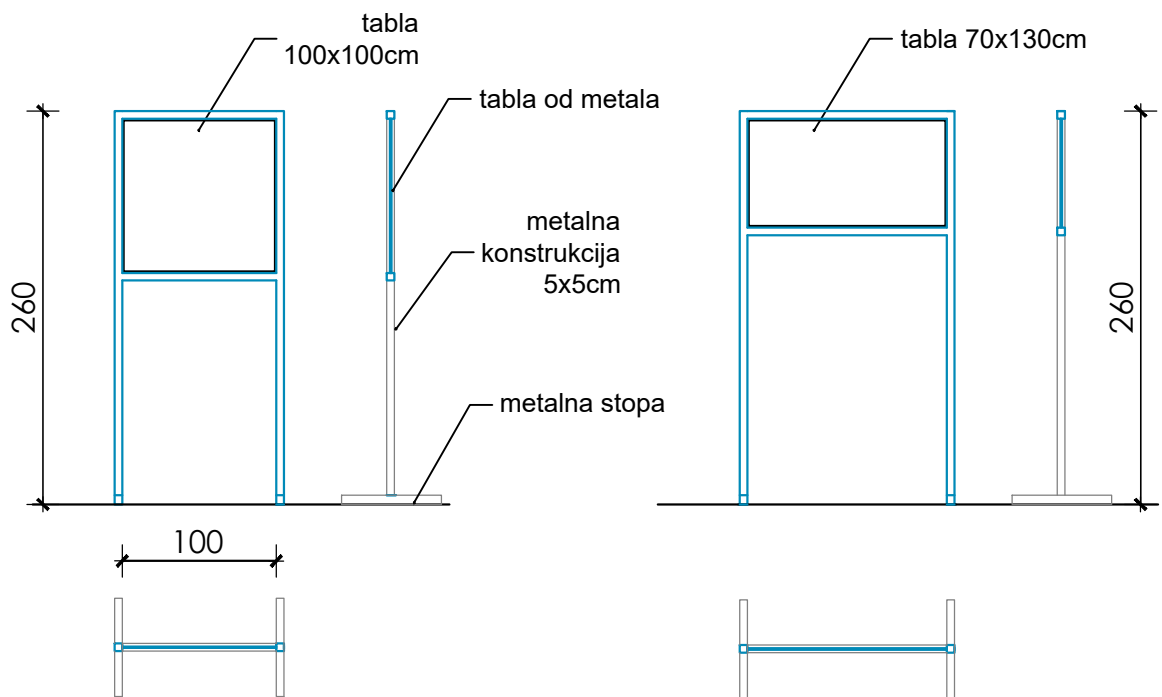 tabla
100x100cm
tabla 70x130cm
tabla od metala
metalna
konstrukcija
5x5cm
260
260
metalna stopa
100